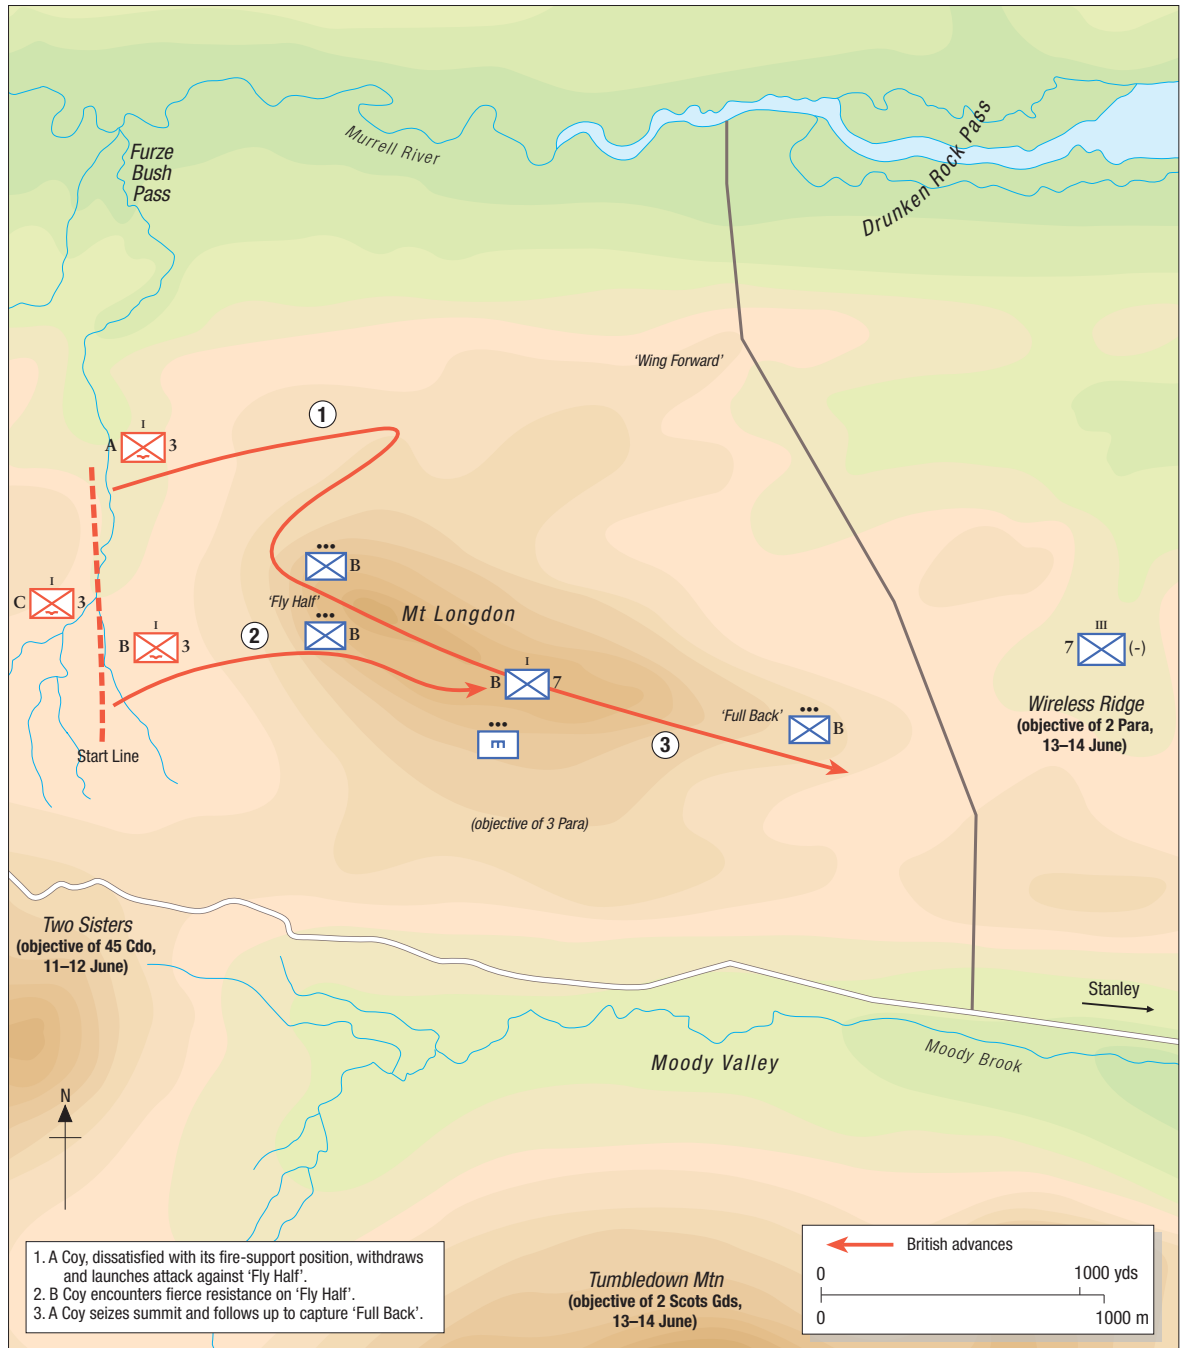 Furze
Bush
Pass
Murrell River
Drunken Rock Pass
'Wing Forward'
1
I
A 3
I
C 3
I
B 3
2
'Fly Half'
•••
B
•••
B
Mt Longdon
I
B 7
•••
E
'Full Back'
•••
B
3
III
7 (-)
Wireless Ridge
(objective of 2 Para,
13–14 June)
Start Line
(objective of 3 Para)
Two Sisters
(objective of 45 Cdo,
11–12 June)
Stanley
Moody Valley
Moody Brook
N
1. A Coy, dissatisfied with its fire-support position, withdraws
and launches attack against 'Fly Half'.
2. B Coy encounters fierce resistance on 'Fly Half'.
3. A Coy seizes summit and follows up to capture 'Full Back'.
Tumbledown Mtn
(objective of 2 Scots Gds,
13–14 June)
British advances
0 1000 yds
0 1000 m